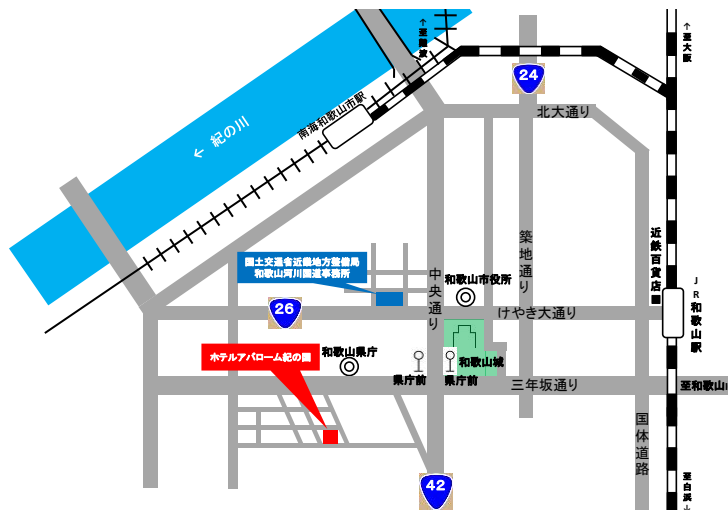 ↑至難波
↑至大阪
24
南海和歌山市駅
北大通り
← 紀の川
築地通り
近鉄百貨店
国土交通省近畿地方整備局
和歌山河川国道事務所
中央通り
和歌山市役所
JR和歌山駅
26
けやき大通り
ホテルアバローム紀の国
和歌山県庁
和歌山城
県庁前
県庁前
三年坂通り
至和歌山I
国体道路
42
至白浜↓